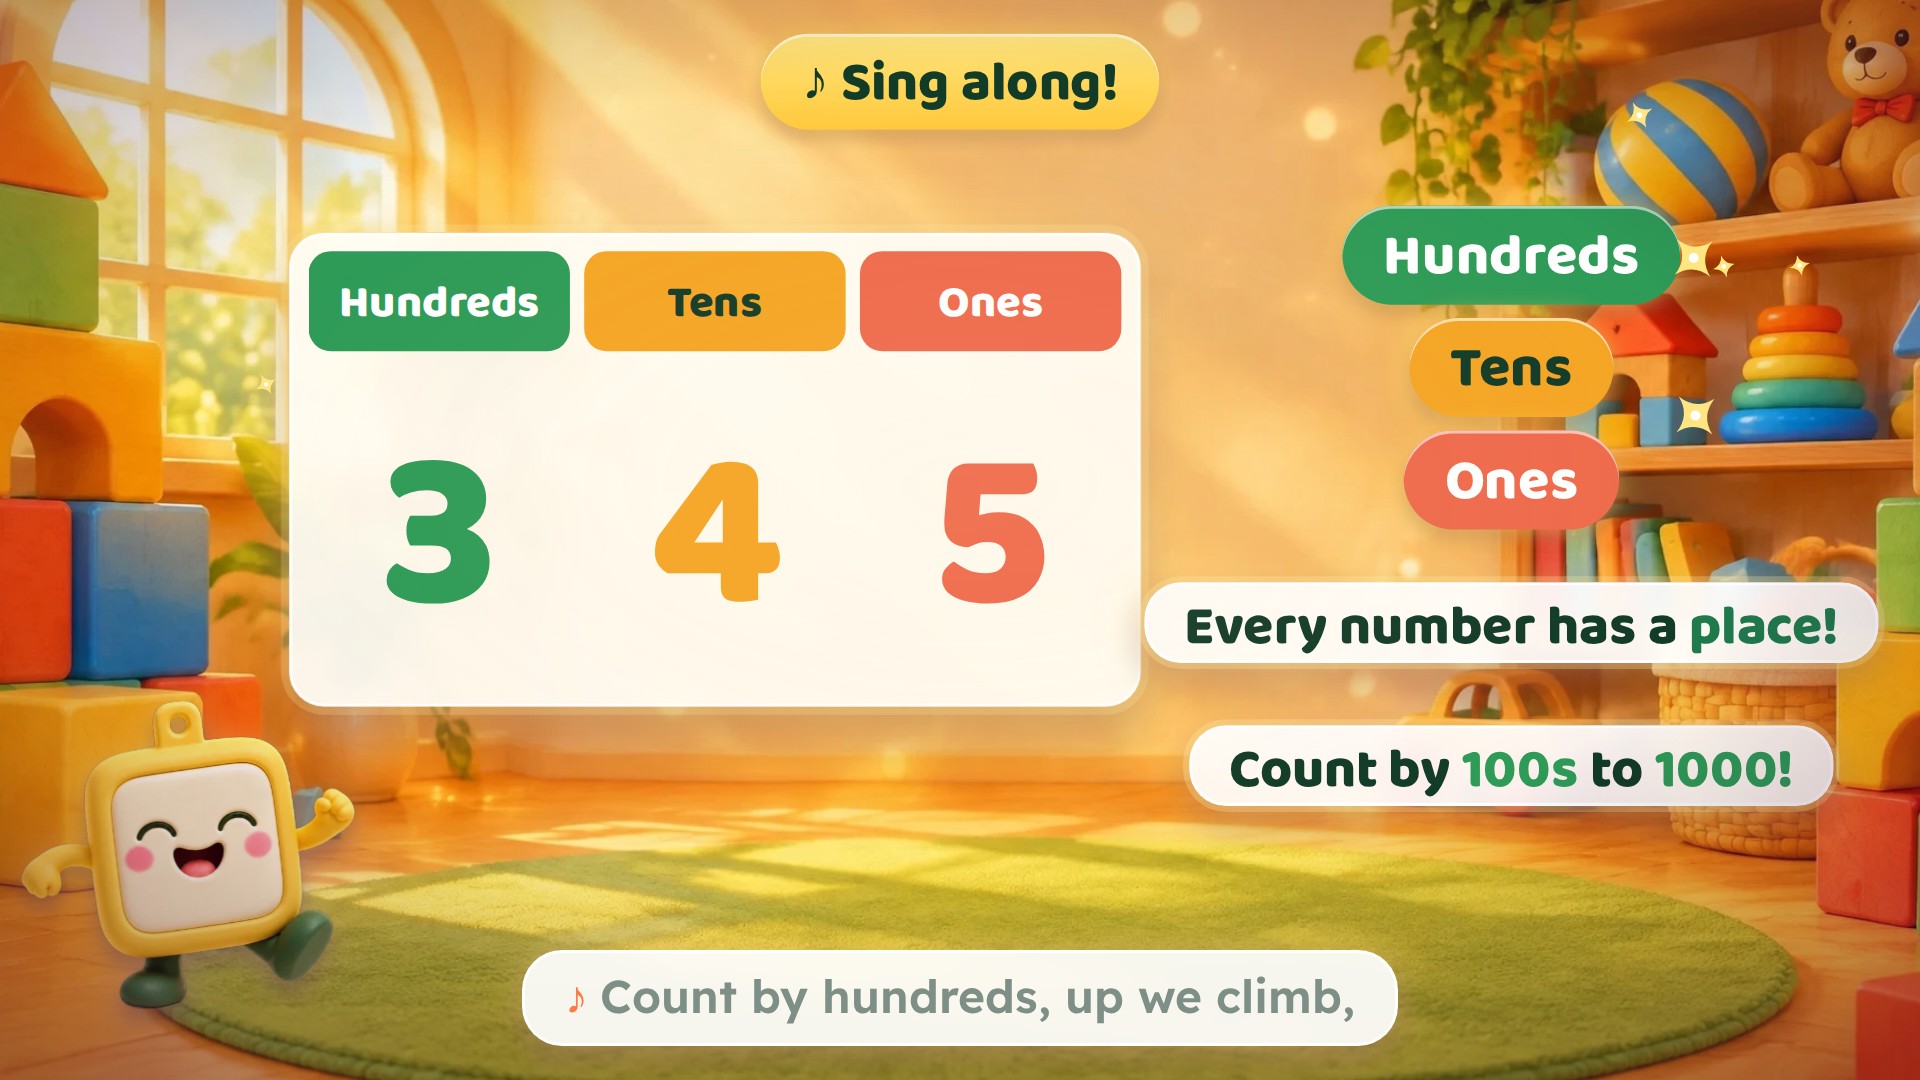 ♪ Sing along!
Hundreds Tens Ones
3 4 5
Hundreds
Tens
Ones
Every number has a place!
Count by 100s to 1000!
♪ Count by hundreds, up we climb,